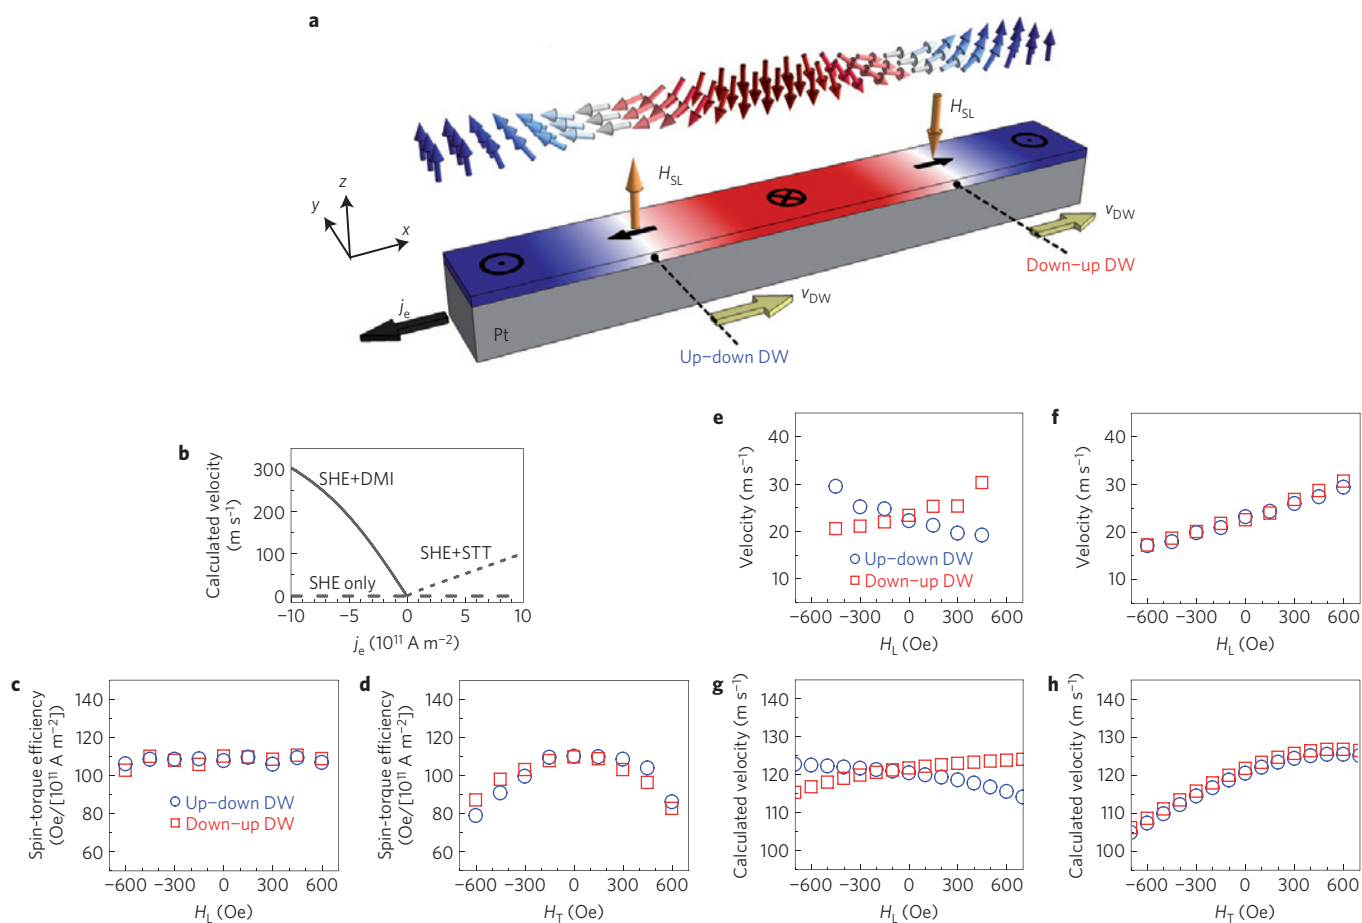 a
H_SL
H_SL
z
y
x
v_DW
Down–up DW
j_e
v_DW
Pt
Up–down DW
b
Calculated velocity
(m s⁻¹)
300
200
100
0
SHE+DMI
SHE+STT
SHE only
−10
−5
0
5
10
j_e (10¹¹ A m⁻²)
e
Velocity (m s⁻¹)
40
30
20
10
Up–down DW
Down–up DW
−600
−300
0
300
600
H_L (Oe)
f
Velocity (m s⁻¹)
40
30
20
10
−600
−300
0
300
600
H_L (Oe)
c
Spin-torque efficiency
(Oe/[10¹¹ A m⁻²])
140
120
100
80
60
Up–down DW
Down–up DW
−600
−300
0
300
600
H_L (Oe)
d
Spin-torque efficiency
(Oe/[10¹¹ A m⁻²])
140
120
100
80
60
−600
−300
0
300
600
H_T (Oe)
g
Calculated velocity (m s⁻¹)
140
120
100
−600
−300
0
300
600
H_L (Oe)
h
Calculated velocity (m s⁻¹)
140
120
100
−600
−300
0
300
600
H_T (Oe)